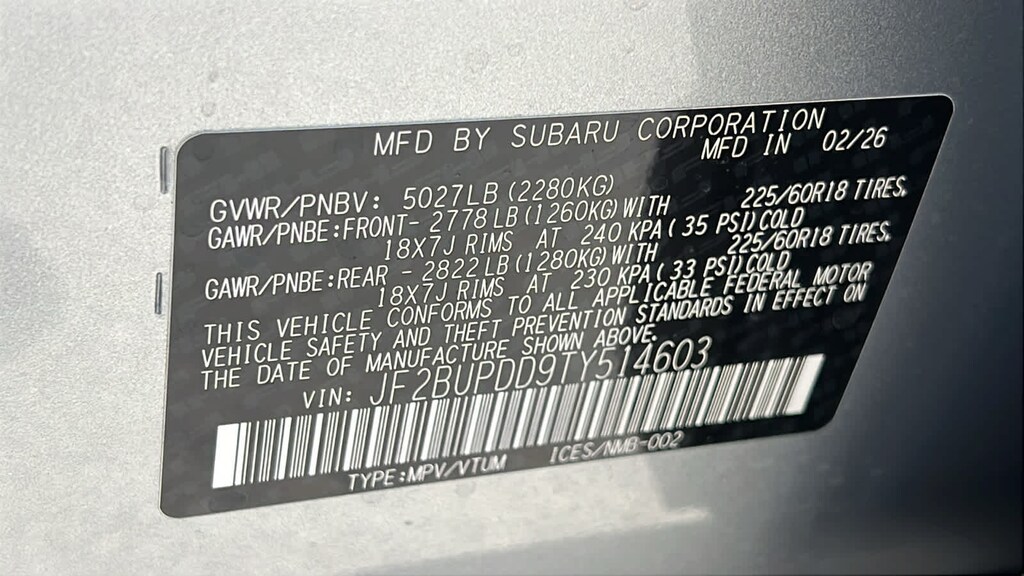 MFD BY SUBARU CORPORATION
MFD IN 02/26
GVWR/PNBV: 5027LB (2280KG)
GAWR/PNBE:FRONT- 2778LB (1260KG) WITH 225/60R18 TIRES,
18X7J RIMS AT 240 KPA( 35 PSI)COLD
GAWR/PNBE:REAR - 2822LB (1280KG) WITH 225/60R18 TIRES,
18X7J RIMS AT 230 KPA( 33 PSI)COLD
THIS VEHICLE CONFORMS TO ALL APPLICABLE FEDERAL MOTOR
VEHICLE SAFETY AND THEFT PREVENTION STANDARDS IN EFFECT ON
THE DATE OF MANUFACTURE SHOWN ABOVE.
VIN: JF2BUPDD9TY514603
TYPE:MPV/VTUM ICES/NMB-002